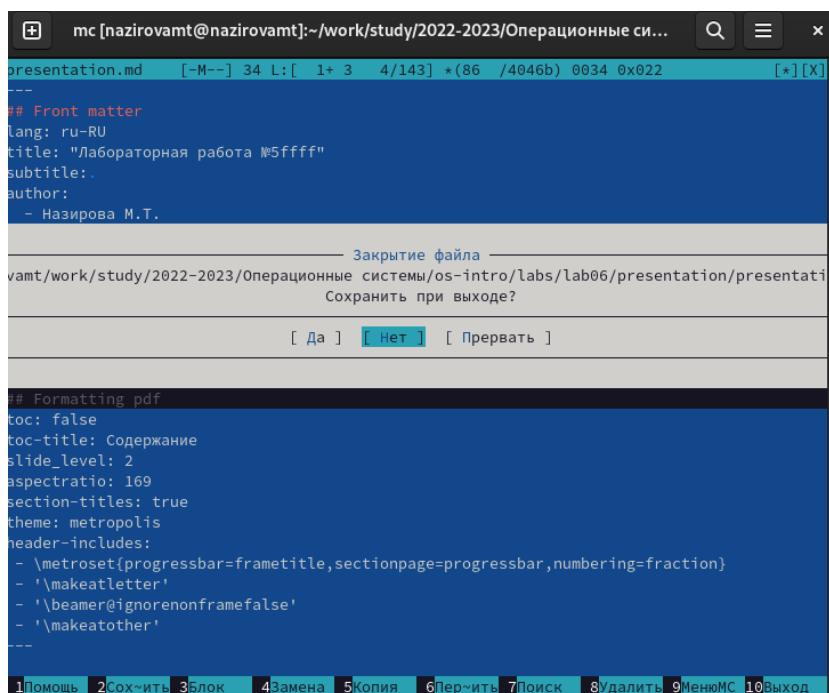 mc [nazirovamt@nazirovamt]:~/work/study/2022-2023/Операционные си...
presentation.md [-M--] 34 L:[ 1+ 3 4/143] *(86 /4046b) 0034 0x022 [*][X]
---
## Front matter
lang: ru-RU
title: "Лабораторная работа №5ffff"
subtitle:.
author:
- Назирова М.Т.
Закрытие файла
vamt/work/study/2022-2023/Операционные системы/os-intro/labs/lab06/presentation/presentati
Сохранить при выходе?
[ Да ] [ Нет ] [ Прервать ]
## Formatting pdf
toc: false
toc-title: Содержание
slide_level: 2
aspectratio: 169
section-titles: true
theme: metropolis
header-includes:
- \metroset{progressbar=frametitle,sectionpage=progressbar,numbering=fraction}
- '\makeatletter'
- '\beamer@ignorenonframefalse'
- '\makeatother'
---
1Помощь 2Сох~ить 3Блок 4Замена 5Копия 6Пер~ить 7Поиск 8Удалить 9МенюMC 10Выход